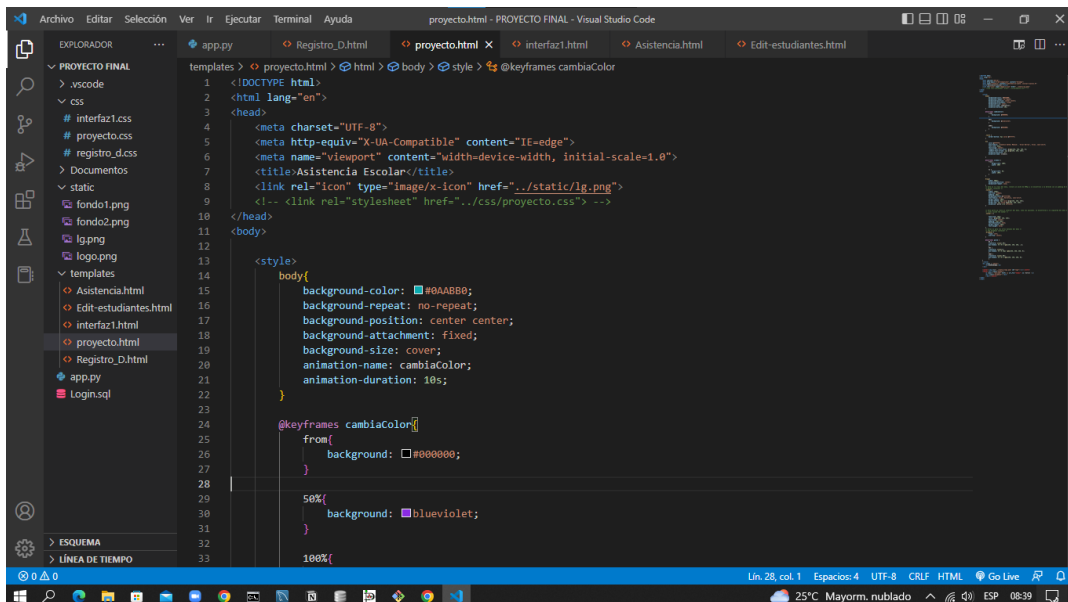 Archivo Editar Selección Ver Ir Ejecutar Terminal Ayuda
proyecto.html - PROYECTO FINAL - Visual Studio Code
EXPLORADOR ...
app.py Registro_D.html proyecto.html interfaz1.html Asistencia.html Edit-estudiantes.html
templates > proyecto.html > html > body > style > @keyframes cambiaColor
PROYECTO FINAL
.vscode
css
interfaz1.css
proyecto.css
registro_d.css
Documentos
static
fondo1.png
fondo2.png
lg.png
logo.png
templates
Asistencia.html
Edit-estudiantes.html
interfaz1.html
proyecto.html
Registro_D.html
app.py
Login.sql
ESQUEMA
LÍNEA DE TIEMPO
1 <!DOCTYPE html>
2 <html lang="en">
3 <head>
4 <meta charset="UTF-8">
5 <meta http-equiv="X-UA-Compatible" content="IE=edge">
6 <meta name="viewport" content="width=device-width, initial-scale=1.0">
7 <title>Asistencia Escolar</title>
8 <link rel="icon" type="image/x-icon" href="../static/lg.png">
9 <!-- <link rel="stylesheet" href="../css/proyecto.css"> -->
10 </head>
11 <body>
12
13 <style>
14 body{
15 background-color: #0AABB0;
16 background-repeat: no-repeat;
17 background-position: center center;
18 background-attachment: fixed;
19 background-size: cover;
20 animation-name: cambiaColor;
21 animation-duration: 10s;
22 }
23
24 @keyframes cambiaColor{
25 from{
26 background: #000000;
27 }
28
29 50%{
30 background: blueviolet;
31 }
32
33 100%{
0 0
Lín. 28, col. 1 Espacios: 4 UTF-8 CRLF HTML Go Live
25°C Mayorm. nublado ESP 08:39